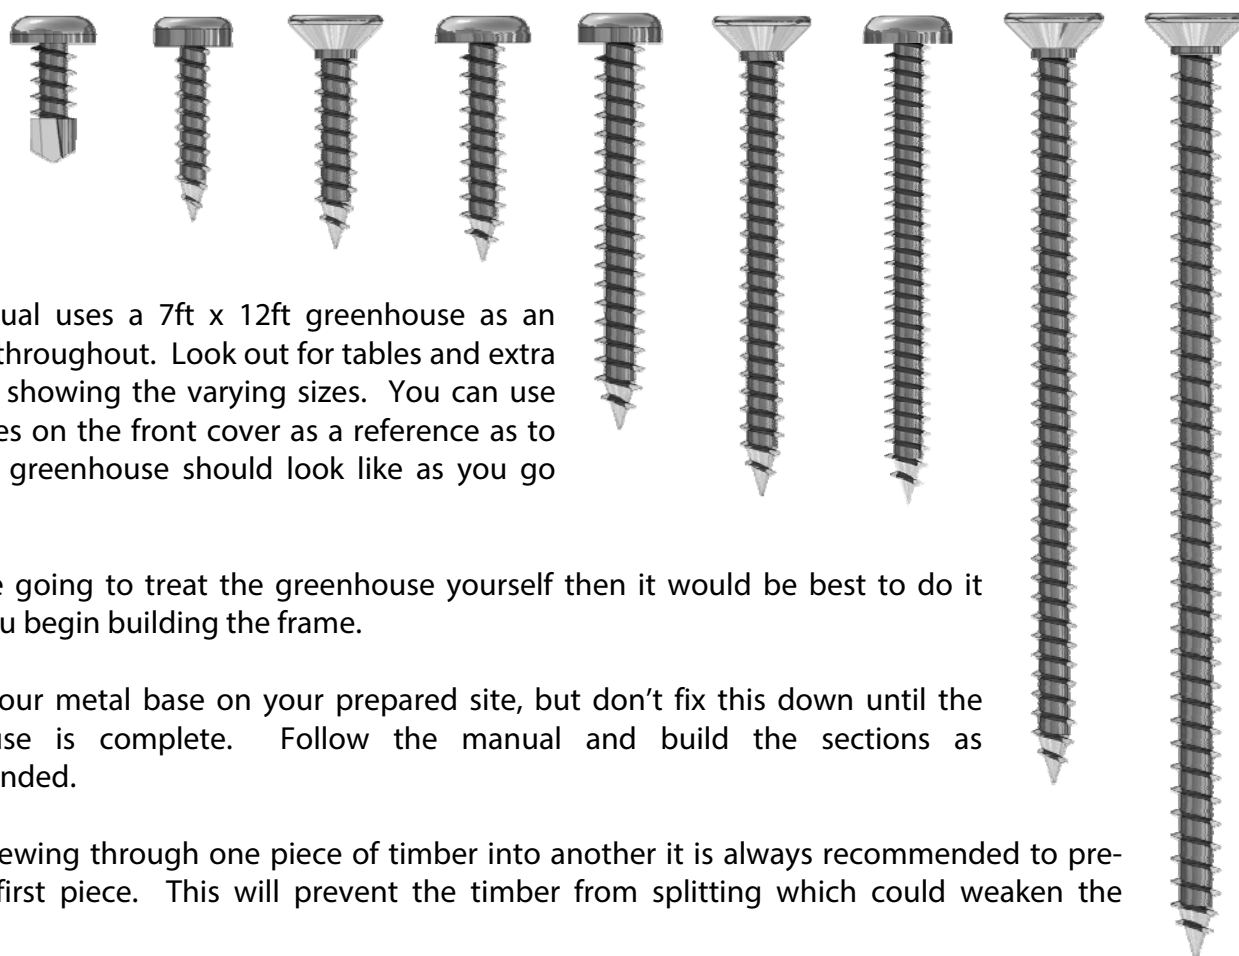 ual uses a 7ft x 12ft greenhouse as an
throughout. Look out for tables and extra
showing the varying sizes. You can use
es on the front cover as a reference as to
greenhouse should look like as you go
e going to treat the greenhouse yourself then it would be best to do it
u begin building the frame.
our metal base on your prepared site, but don’t fix this down until the
use is complete. Follow the manual and build the sections as
nded.
ewing through one piece of timber into another it is always recommended to pre-
first piece. This will prevent the timber from splitting which could weaken the